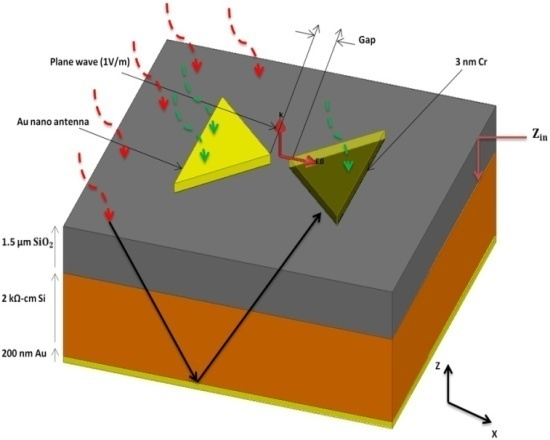 Gap
Plane wave (1V/m)
3 nm Cr
Au nano antenna
Zin
1.5 µm SiO2
2 kΩ-cm Si
200 nm Au
Z
X